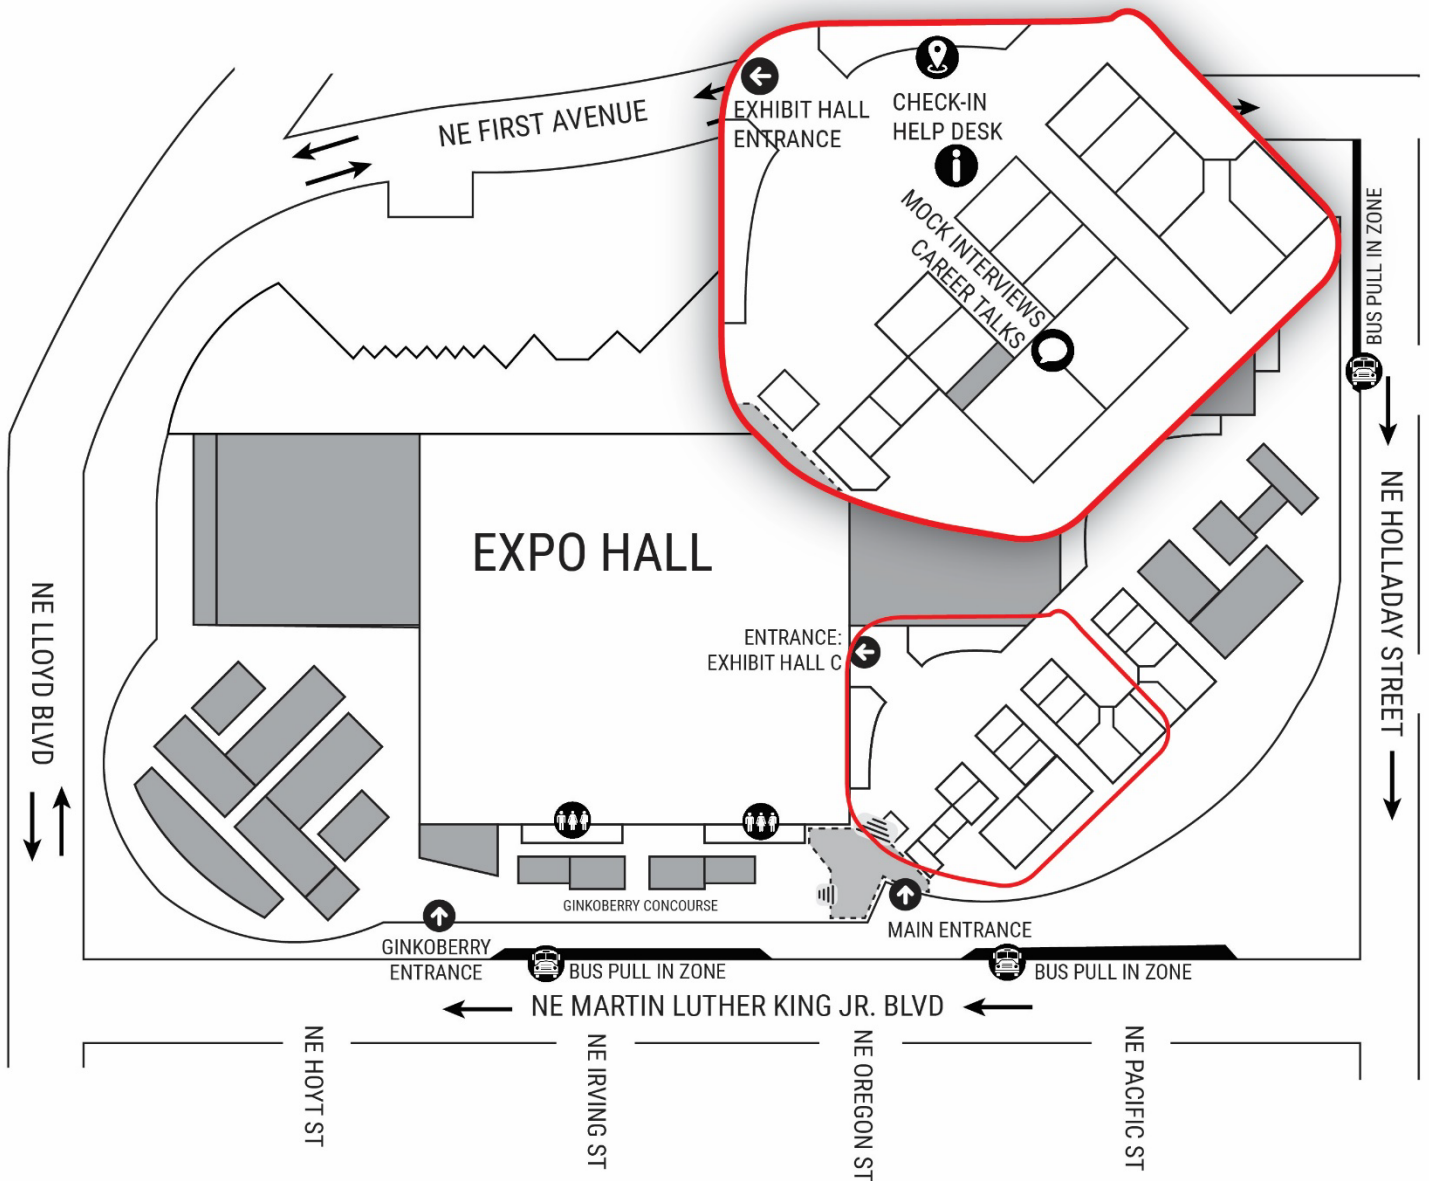 NE FIRST AVENUE
EXHIBIT HALL
ENTRANCE
CHECK-IN
HELP DESK
MOCK INTERVIEWS
CAREER TALKS
BUS PULL IN ZONE
NE HOLLADAY STREET
EXPO HALL
NE LLOYD BLVD
ENTRANCE:
EXHIBIT HALL C
GINKOBERRY CONCOURSE
GINKOBERRY
ENTRANCE
MAIN ENTRANCE
BUS PULL IN ZONE
BUS PULL IN ZONE
NE MARTIN LUTHER KING JR. BLVD
NE HOYT ST
NE IRVING ST
NE OREGON ST
NE PACIFIC ST